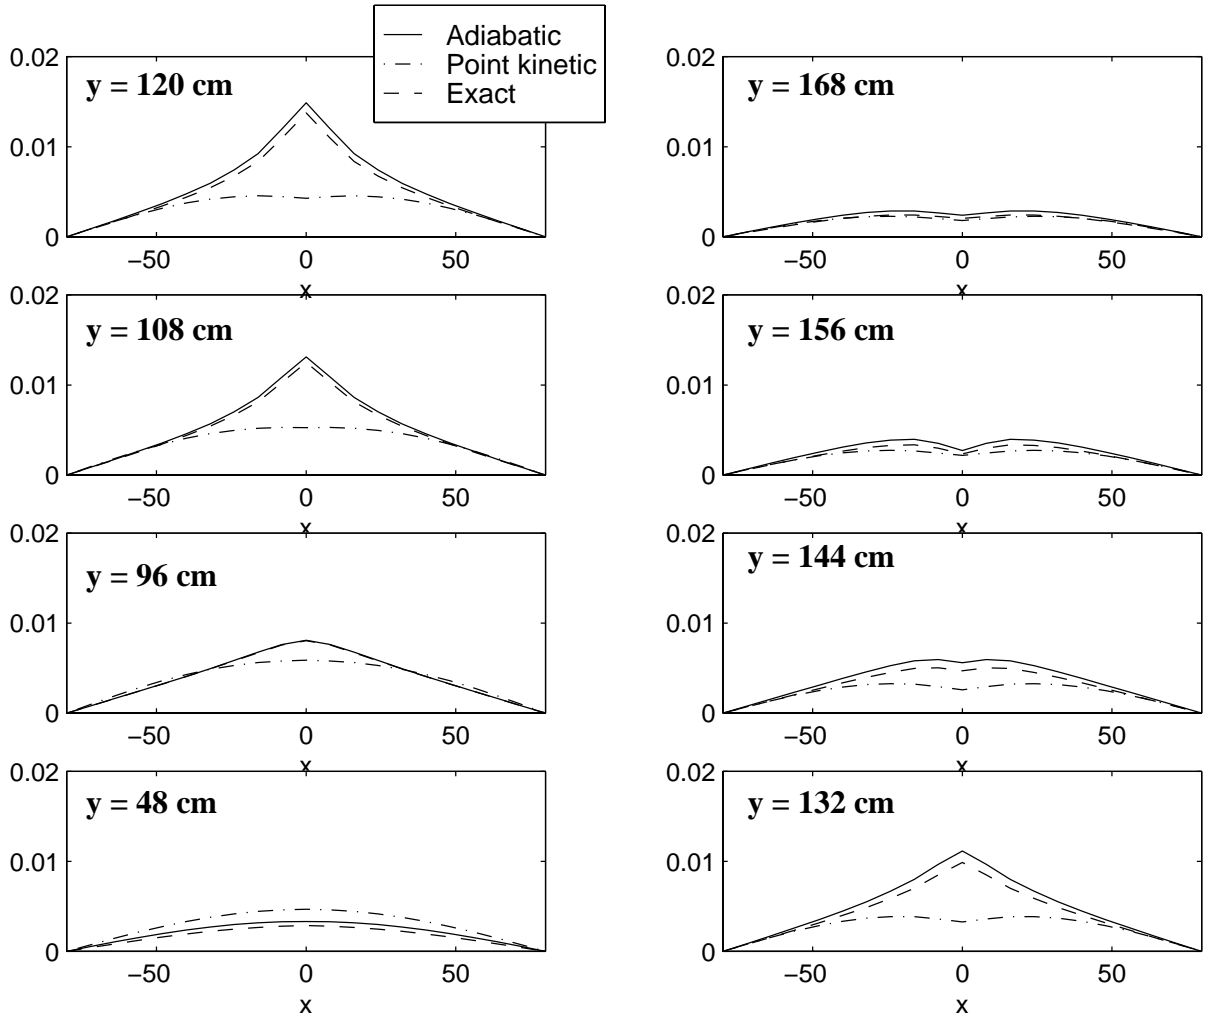 Adiabatic
Point kinetic
Exact
0.02
y = 120 cm
0.01
0
−50 0 50
x
0.02
y = 108 cm
0.01
0
−50 0 50
x
0.02
y = 96 cm
0.01
0
−50 0 50
x
0.02
y = 48 cm
0.01
0
−50 0 50
x
0.02
y = 168 cm
0.01
0
−50 0 50
x
0.02
y = 156 cm
0.01
0
−50 0 50
x
0.02
y = 144 cm
0.01
0
−50 0 50
x
0.02
y = 132 cm
0.01
0
−50 0 50
x